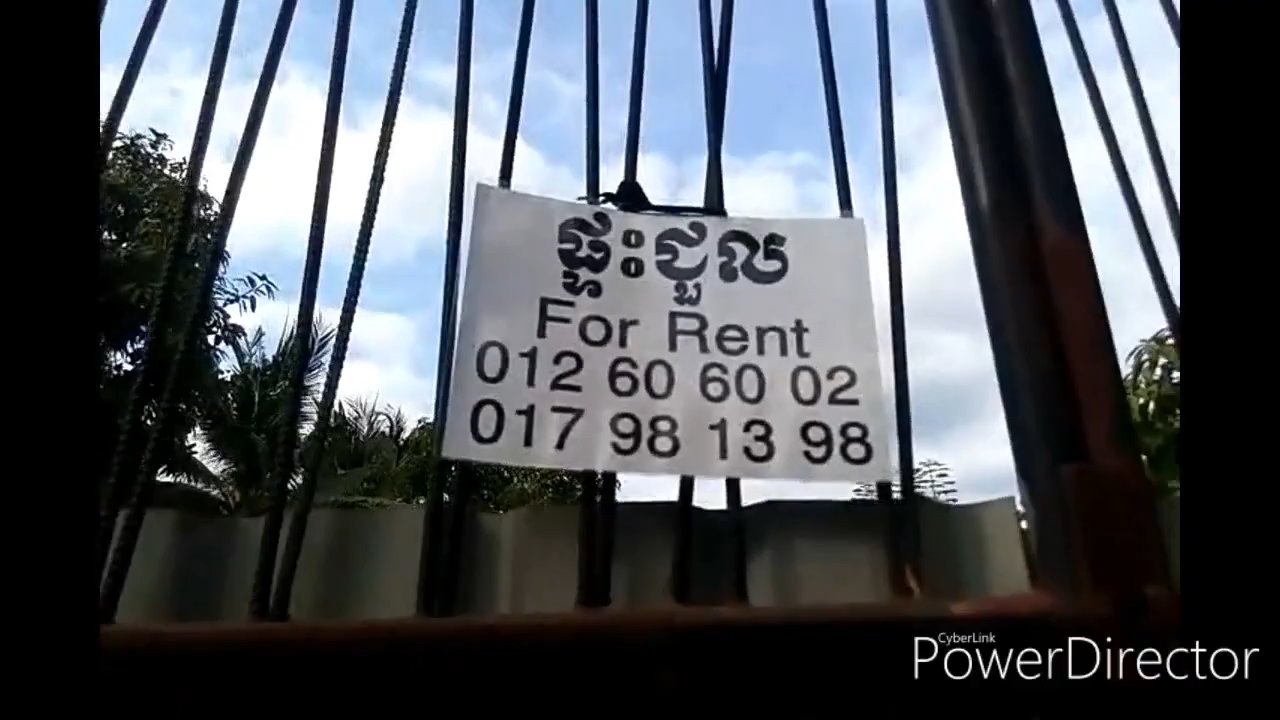 ផ្ទះជួល
For Rent
012 60 60 02
017 98 13 98
CyberLink
PowerDirector